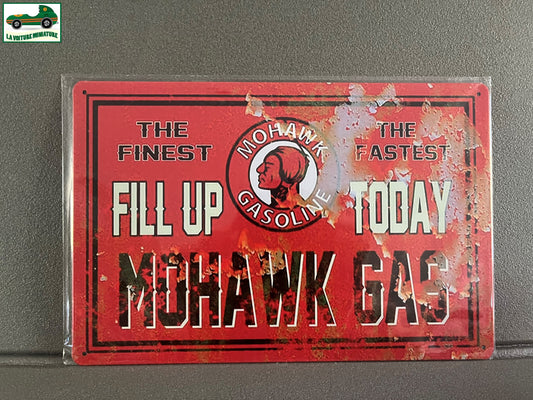 LA VOITURE MINIATURE
THE FINEST
MOHAWK GASOLINE
THE FASTEST
FILL UP TODAY
MOHAWK GAS